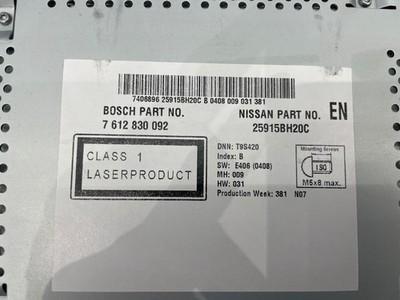 7406896 25915BH20C B 0408 009 031 381
BOSCH PART NO.
7 612 830 092
NISSAN PART NO.
25915BH20C
EN
CLASS 1
LASERPRODUCT
DNN: T9S420
Index: B
SW: E406 (0408)
MH: 009
HW: 031
Production Week: 381 N07
Mounting Screws
ISO
M5x8 max.